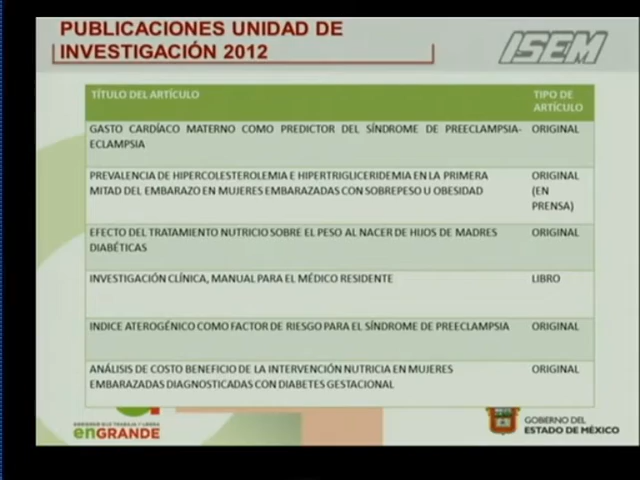 PUBLICACIONES UNIDAD DE
INVESTIGACIÓN 2012
ISEM
TÍTULO DEL ARTÍCULO
TIPO DE
ARTÍCULO
GASTO CARDÍACO MATERNO COMO PREDICTOR DEL SÍNDROME DE PREECLAMPSIA-
ECLAMPSIA
ORIGINAL
PREVALENCIA DE HIPERCOLESTEROLEMIA E HIPERTRIGLICERIDEMIA EN LA PRIMERA
MITAD DEL EMBARAZO EN MUJERES EMBARAZADAS CON SOBREPESO U OBESIDAD
ORIGINAL
(EN
PRENSA)
EFECTO DEL TRATAMIENTO NUTRICIO SOBRE EL PESO AL NACER DE HIJOS DE MADRES
DIABÉTICAS
ORIGINAL
INVESTIGACIÓN CLÍNICA, MANUAL PARA EL MÉDICO RESIDENTE
LIBRO
INDICE ATEROGÉNICO COMO FACTOR DE RIESGO PARA EL SÍNDROME DE PREECLAMPSIA
ORIGINAL
ANÁLISIS DE COSTO BENEFICIO DE LA INTERVENCIÓN NUTRICIA EN MUJERES
EMBARAZADAS DIAGNOSTICADAS CON DIABETES GESTACIONAL
ORIGINAL
enGRANDE
GOBIERNO DEL
ESTADO DE MÉXICO